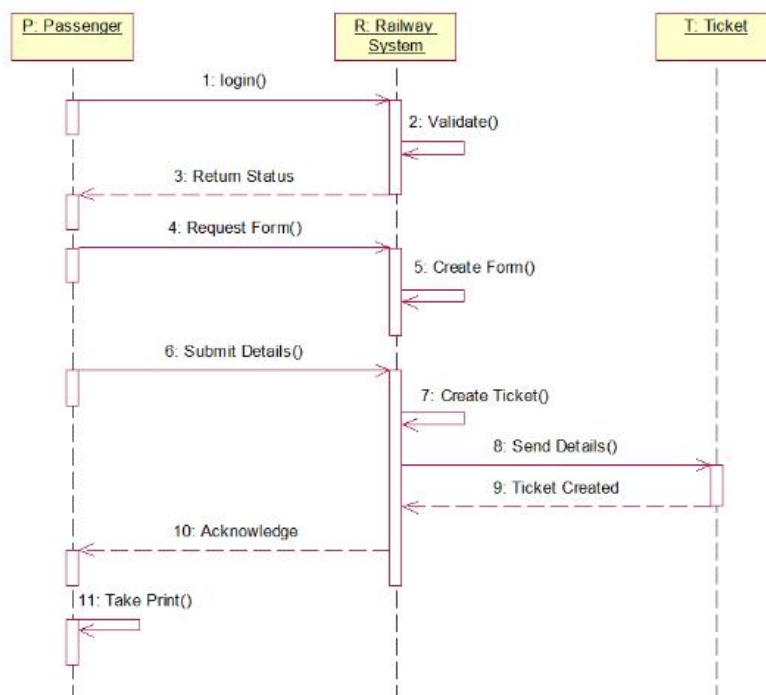 P: Passenger
R: Railway
System
T: Ticket
1: login()
2: Validate()
3: Return Status
4: Request Form()
5: Create Form()
6: Submit Details()
7: Create Ticket()
8: Send Details()
9: Ticket Created
10: Acknowledge
11: Take Print()